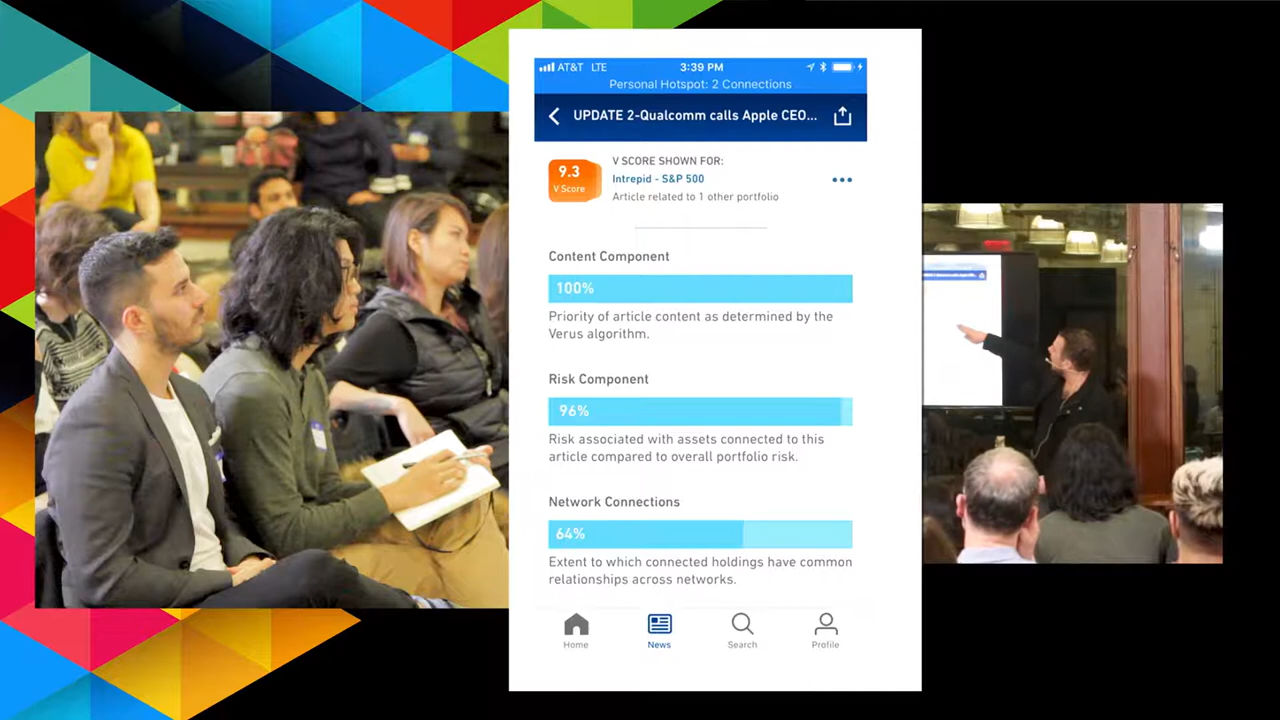 AT&T LTE 3:39 PM
Personal Hotspot: 2 Connections
UPDATE 2-Qualcomm calls Apple CEO...
9.3
V Score
V SCORE SHOWN FOR:
Intrepid - S&P 500
Article related to 1 other portfolio
Content Component
100%
Priority of article content as determined by the
Verus algorithm.
Risk Component
96%
Risk associated with assets connected to this
article compared to overall portfolio risk.
Network Connections
64%
Extent to which connected holdings have common
relationships across networks.
Home News Search Profile